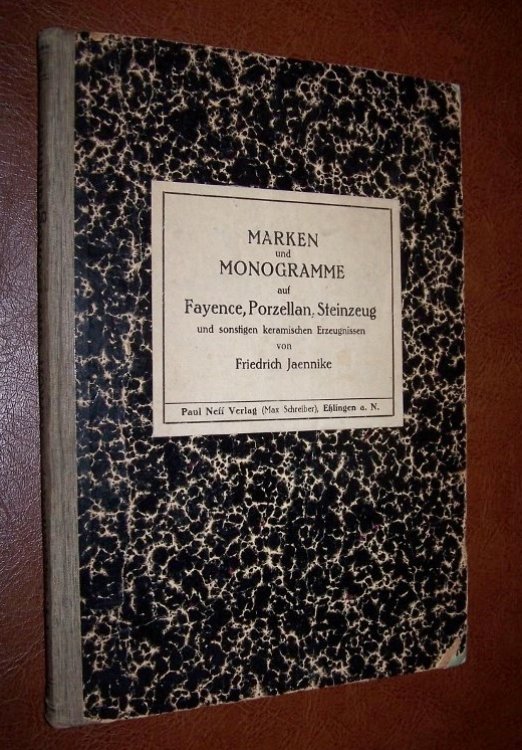 MARKEN
und
MONOGRAMME
auf
Fayence, Porzellan, Steinzeug
und sonstigen keramischen Erzeugnissen
von
Friedrich Jaennike
Paul Neff Verlag (Max Schreiber), Eßlingen a. N.